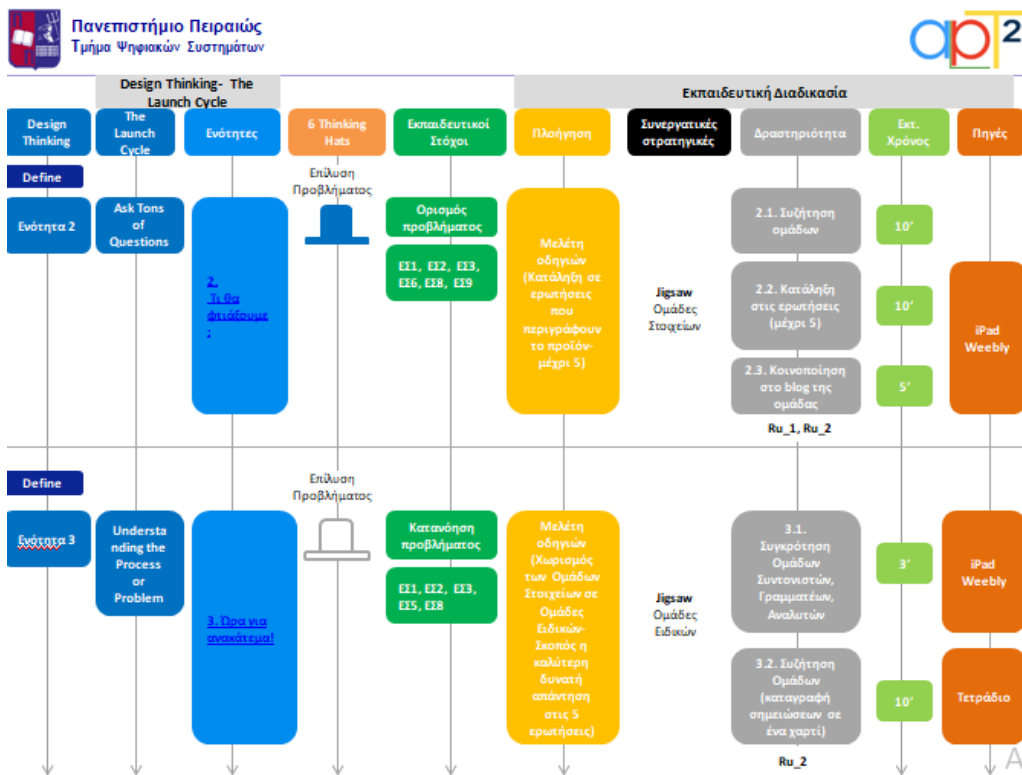 Πανεπιστήμιο Πειραιώς
Τμήμα Ψηφιακών Συστημάτων
apT2
Design Thinking- The
Launch Cycle
Εκπαιδευτική Διαδικασία
Design
Thinking
The
Launch
Cycle
Ενότητες
6 Thinking
Hats
Εκπαιδευτικοί
Στόχοι
Πλοήγηση
Συνεργατικές
στρατηγικές
Δραστηριότητα
Εκτ.
Χρόνος
Πηγές
Define
Ενότητα 2
Ask Tons
of
Questions
2.
Τι θα
φτιάξουμε
;
Επίλυση
Προβλήματος
Ορισμός
προβλήματος
ΕΣ1, ΕΣ2, ΕΣ3,
ΕΣ6, ΕΣ8, ΕΣ9
Μελέτη
οδηγιών
(Κατάληξη σε
ερωτήσεις
που
περιγράφουν
το προϊόν-
μέχρι 5)
Jigsaw
Ομάδες
Στοιχείων
2.1. Συζήτηση
ομάδων
2.2. Κατάληξη
στις ερωτήσεις
(μέχρι 5)
2.3. Κοινοποίηση
στο blog της
ομάδας
Ru_1, Ru_2
10’
10’
5’
iPad
Weebly
Define
Ενότητα 3
Understa
nding the
Process
or
Problem
3. Ώρα για
ανακάτεμα!
Επίλυση
Προβλήματος
Κατανόηση
προβλήματος
ΕΣ1, ΕΣ2, ΕΣ3,
ΕΣ5, ΕΣ8
Μελέτη
οδηγιών
(Χωρισμός
των Ομάδων
Στοιχείων σε
Ομάδες
Ειδικών-
Σκοπός η
καλύτερη
δυνατή
απάντηση
στις 5
ερωτήσεις)
Jigsaw
Ομάδες
Ειδικών
3.1.
Συγκρότηση
Ομάδων
Συντονιστών,
Γραμματέων,
Αναλυτών
3.2. Συζήτηση
Ομάδων
(καταγραφή
σημειώσεων σε
ένα χαρτί)
Ru_2
3’
10’
iPad
Weebly
Τετράδιο
A